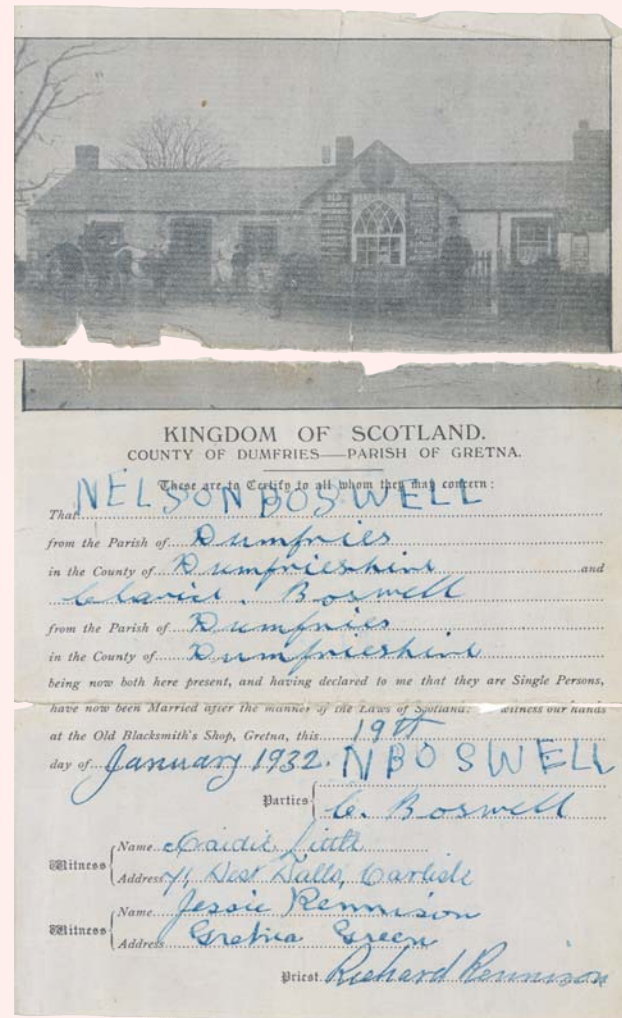 KINGDOM OF SCOTLAND.
COUNTY OF DUMFRIES—PARISH OF GRETNA.
These are to Certify to all whom they may concern:
That NELSON BOSWELL
from the Parish of Dumfries
in the County of Dumfrieshire and
Boswell
from the Parish of Dumfries
in the County of Dumfrieshire
being now both here present, and having declared to me that they are Single Persons,
have now been Married after the manner of the Laws of Scotland: witness our hands
at the Old Blacksmith's Shop, Gretna, this 19th
day of January 1932. N BOSWELL
Parties C. Boswell
Witness Name Little
Address 71, West Walls, Carlisle
Witness Name Jessie Rennison
Address Gretna Green
Priest Richard Rennison